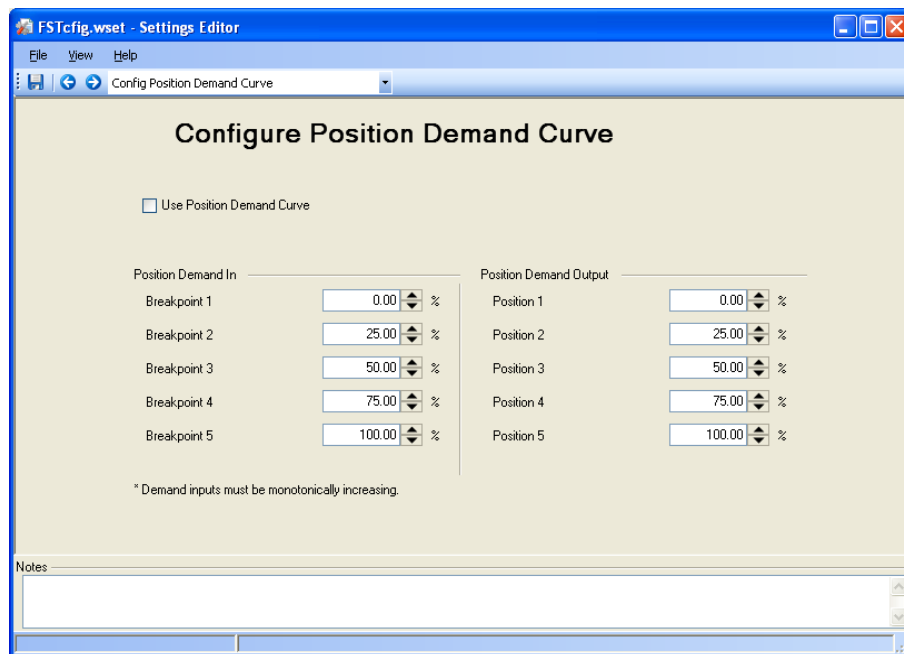 FSTcfig.wset - Settings Editor
File View Help
Config Position Demand Curve
Configure Position Demand Curve
Use Position Demand Curve
Position Demand In Position Demand Output
Breakpoint 1 0.00 % Position 1 0.00 %
Breakpoint 2 25.00 % Position 2 25.00 %
Breakpoint 3 50.00 % Position 3 50.00 %
Breakpoint 4 75.00 % Position 4 75.00 %
Breakpoint 5 100.00 % Position 5 100.00 %
* Demand inputs must be monotonically increasing.
Notes